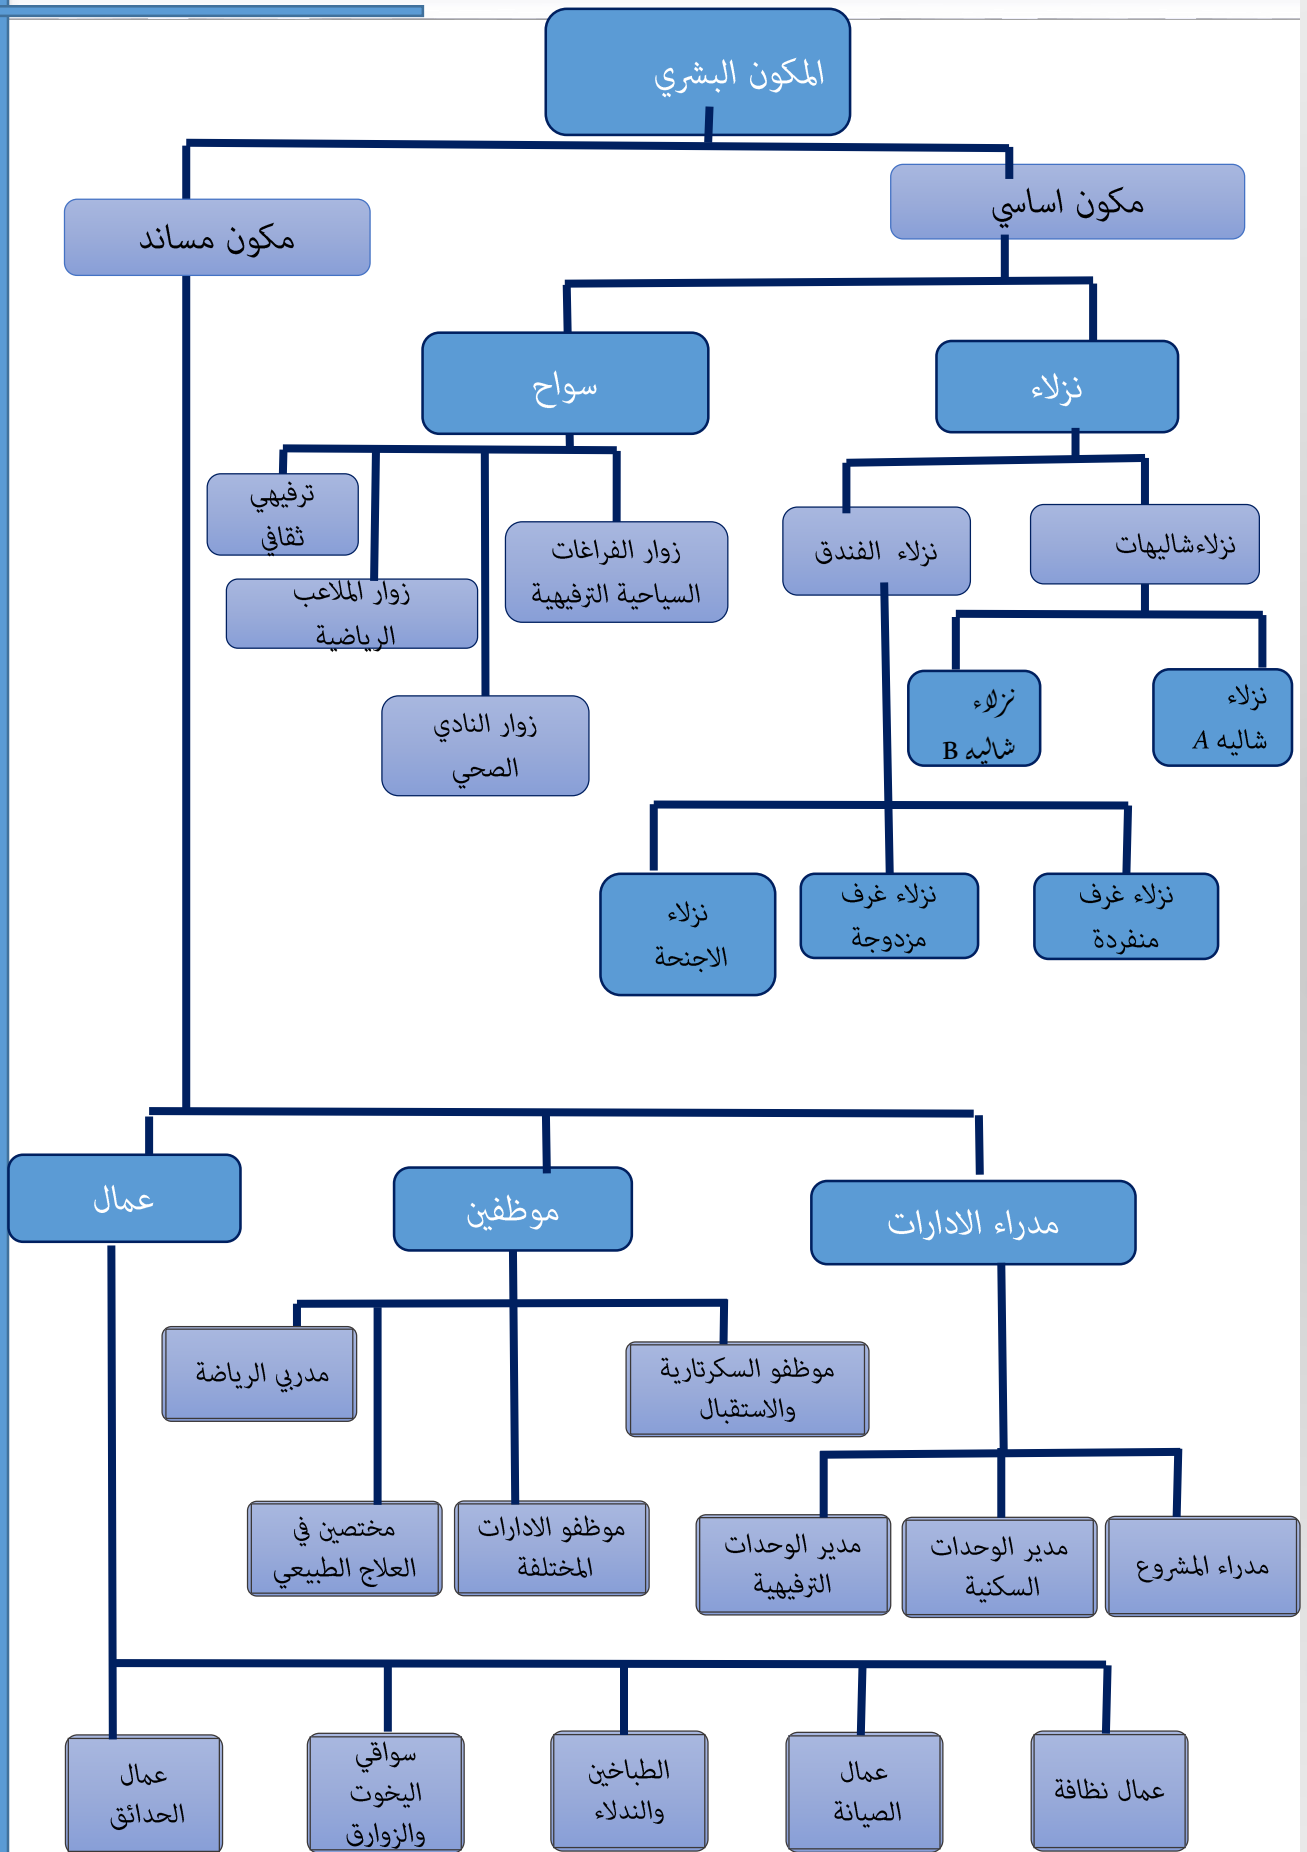 المكون البشري
مكون اساسي
مكون مساند
نزلاء
سواح
نزلاءشاليهات
نزلاء الفندق
زوار الفراغات
السياحية الترفيهية
ترفيهي
ثقافي
زوار الملاعب
الرياضية
زوار النادي
الصحي
نزلاء
شاليه A
نزلاء
شاليه B
نزلاء غرف
منفردة
نزلاء غرف
مزدوجة
نزلاء
الاجنحة
مدراء الادارات
موظفين
عمال
موظفو السكرتارية
والاستقبال
مدربي الرياضة
مدراء المشروع
مدير الوحدات
السكنية
مدير الوحدات
الترفيهية
موظفو الادارات
المختلفة
مختصين في
العلاج الطبيعي
عمال نظافة
عمال
الصيانة
الطباخين
والندلاء
سواقي
اليخوت
والزوارق
عمال
الحدائق